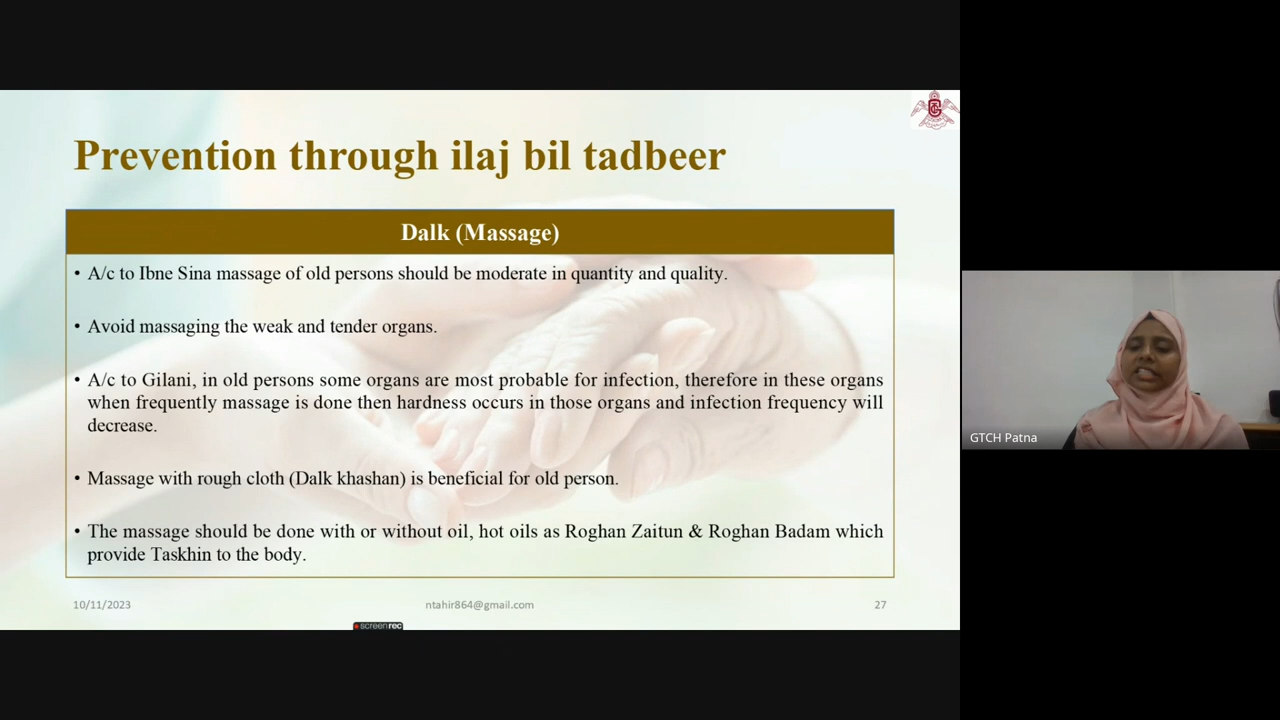 Prevention through ilaj bil tadbeer
Dalk (Massage)
• A/c to Ibne Sina massage of old persons should be moderate in quantity and quality.
• Avoid massaging the weak and tender organs.
• A/c to Gilani, in old persons some organs are most probable for infection, therefore in these organs
when frequently massage is done then hardness occurs in those organs and infection frequency will
decrease.
• Massage with rough cloth (Dalk khashan) is beneficial for old person.
• The massage should be done with or without oil, hot oils as Roghan Zaitun & Roghan Badam which
provide Taskhin to the body.
10/11/2023
ntahir864@gmail.com
27
screenrec
GTCH Patna